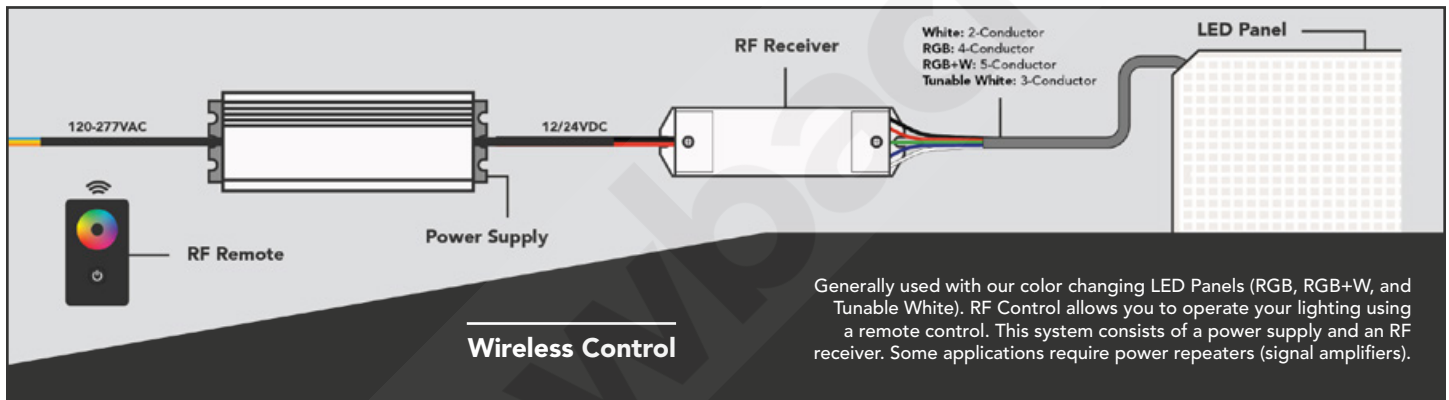 RF Receiver
White: 2-Conductor
RGB: 4-Conductor
RGB+W: 5-Conductor
Tunable White: 3-Conductor
LED Panel
120-277VAC
12/24VDC
Power Supply
RF Remote
Wireless Control
Generally used with our color changing LED Panels (RGB, RGB+W, and
Tunable White). RF Control allows you to operate your lighting using
a remote control. This system consists of a power supply and an RF
receiver. Some applications require power repeaters (signal amplifiers).